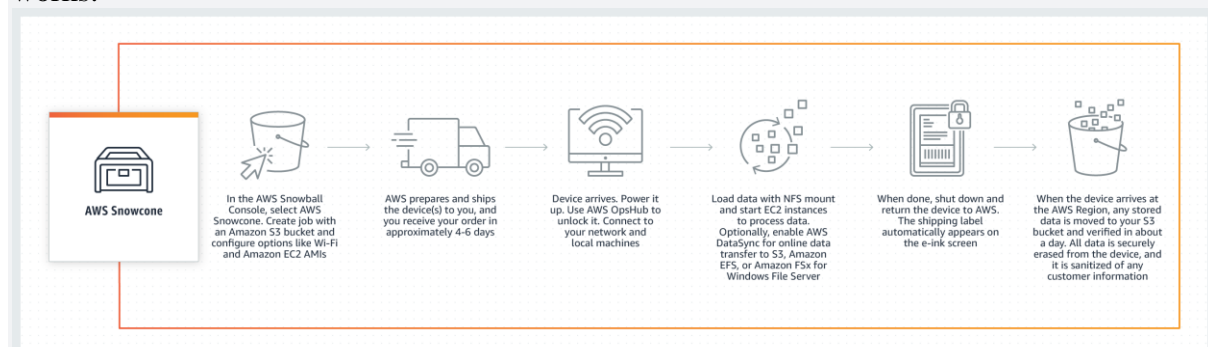 works.
AWS Snowcone
In the AWS Snowball
Console, select AWS
Snowcone. Create job with
an Amazon S3 bucket and
configure options like Wi-Fi
and Amazon EC2 AMIs
AWS prepares and ships
the device(s) to you, and
you receive your order in
approximately 4-6 days
Device arrives. Power it
up. Use AWS OpsHub to
unlock it. Connect to
your network and
local machines
Load data with NFS mount
and start EC2 instances
to process data.
Optionally, enable AWS
DataSync for online data
transfer to S3, Amazon
EFS, or Amazon FSx for
Windows File Server
When done, shut down and
return the device to AWS.
The shipping label
automatically appears on
the e-ink screen
When the device arrives at
the AWS Region, any stored
data is moved to your S3
bucket and verified in about
a day. All data is securely
erased from the device, and
it is sanitized of any
customer information